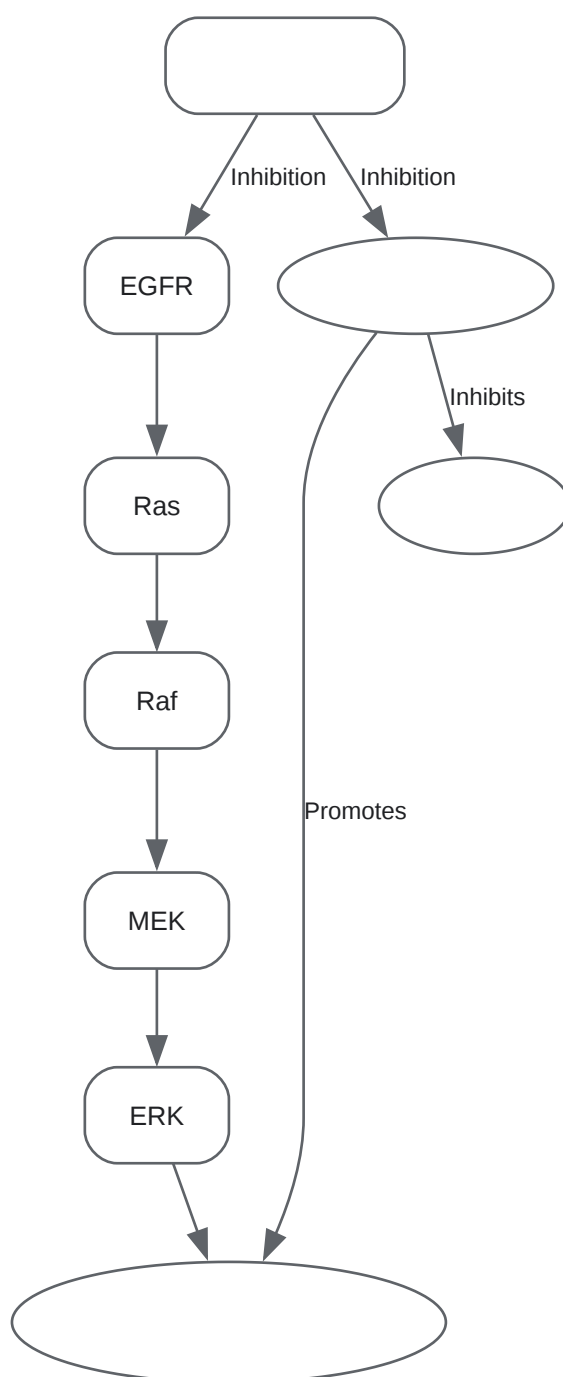 Inhibition
Inhibition
EGFR
Inhibits
Ras
Raf
Promotes
MEK
ERK